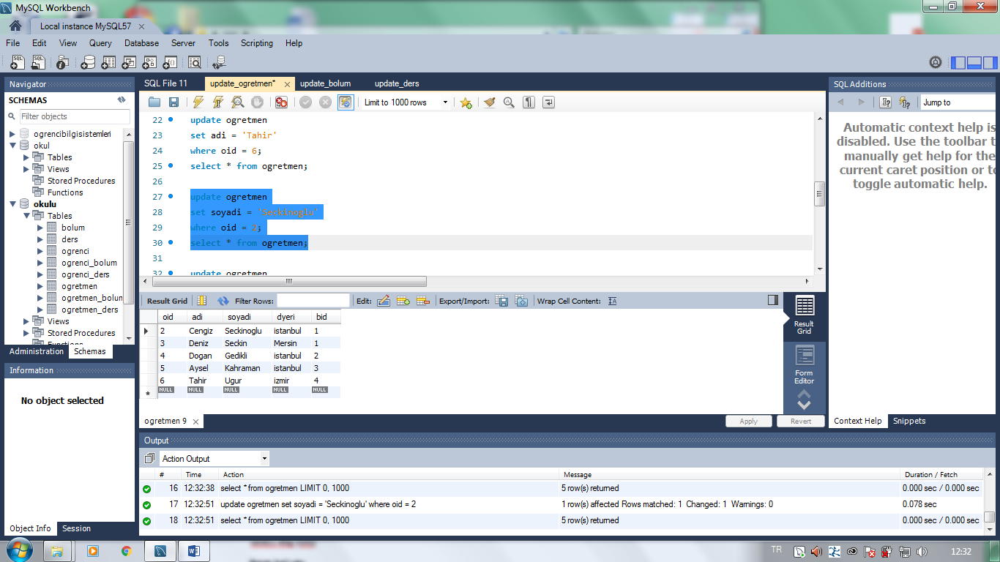 MySQL Workbench
Local instance MySQL57
File Edit View Query Database Server Tools Scripting Help
Navigator
SCHEMAS
Filter objects
ogrencibilgisistemleri
okul
Tables
Views
Stored Procedures
Functions
okulu
Tables
bolum
ders
ogrenci
ogrenci_bolum
ogrenci_ders
ogretmen
ogretmen_bolun
ogretmen_ders
Views
Stored Procedures
Functions
Administration Schemas
Information
No object selected
Object Info Session
SQL File 11 update_ogretmen* update_bolum update_ders
Limit to 1000 rows
22 update ogretmen
23 set adi = 'Tahir'
24 where oid = 6;
25 select * from ogretmen;
26
27 update ogretmen
28 set soyadi = 'Seckinoglu'
29 where oid = 2;
30 select * from ogretmen;
31
32 update ogretmen
Result Grid Filter Rows: Edit: Export/Import: Wrap Cell Content:
oid adi soyadi dyeri bid
2 Cengiz Seckinoglu istanbul 1
3 Deniz Seckin Mersin 1
4 Dogan Gedikli istanbul 2
5 Aysel Kahraman istanbul 3
6 Tahir Ugur izmir 4
NULL NULL NULL NULL NULL
Result Grid
Form Editor
ogretmen 9
Apply Revert
Output
Action Output
# Time Action Message Duration / Fetch
16 12:32:38 select * from ogretmen LIMIT 0, 1000 5 row(s) returned 0.000 sec / 0.000 sec
17 12:32:51 update ogretmen set soyadi = 'Seckinoglu' where oid = 2 1 row(s) affected Rows matched: 1 Changed: 1 Warnings: 0 0.078 sec
18 12:32:51 select * from ogretmen LIMIT 0, 1000 5 row(s) returned 0.000 sec / 0.000 sec
SQL Additions
Jump to
Automatic context help is
disabled. Use the toolbar t
manually get help for the
current caret position or to
toggle automatic help.
Context Help Snippets
TR 12:32